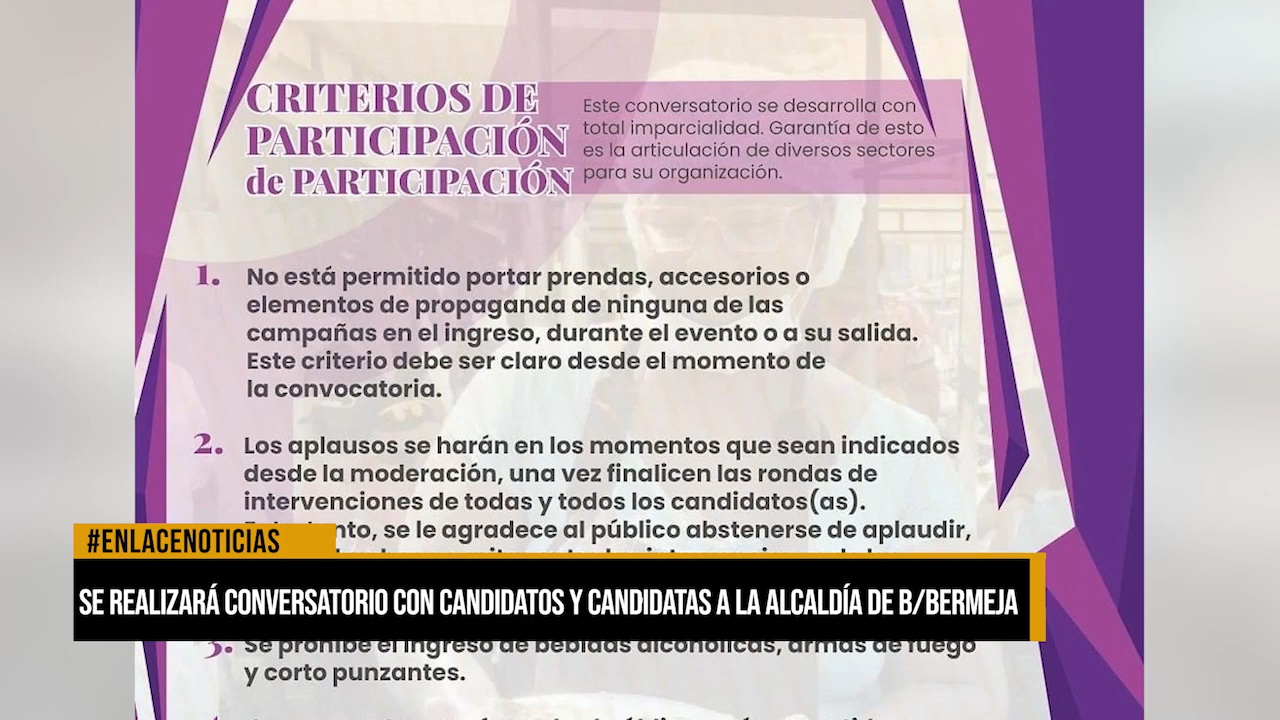 CRITERIOS DE
PARTICIPACIÓN
de PARTICIPACIÓN
Este conversatorio se desarrolla con
total imparcialidad. Garantía de esto
es la articulación de diversos sectores
para su organización.
1. No está permitido portar prendas, accesorios o
elementos de propaganda de ninguna de las
campañas en el ingreso, durante el evento o a su salida.
Este criterio debe ser claro desde el momento de
la convocatoria.
2. Los aplausos se harán en los momentos que sean indicados
desde la moderación, una vez finalicen las rondas de
intervenciones de todas y todos los candidatos(as).
se le agradece al público abstenerse de aplaudir,
#ENLACENOTICIAS
SE REALIZARÁ CONVERSATORIO CON CANDIDATOS Y CANDIDATAS A LA ALCALDÍA DE B/BERMEJA
3. Se prohíbe el ingreso de bebidas alcohólicas, armas de fuego
y corto punzantes.